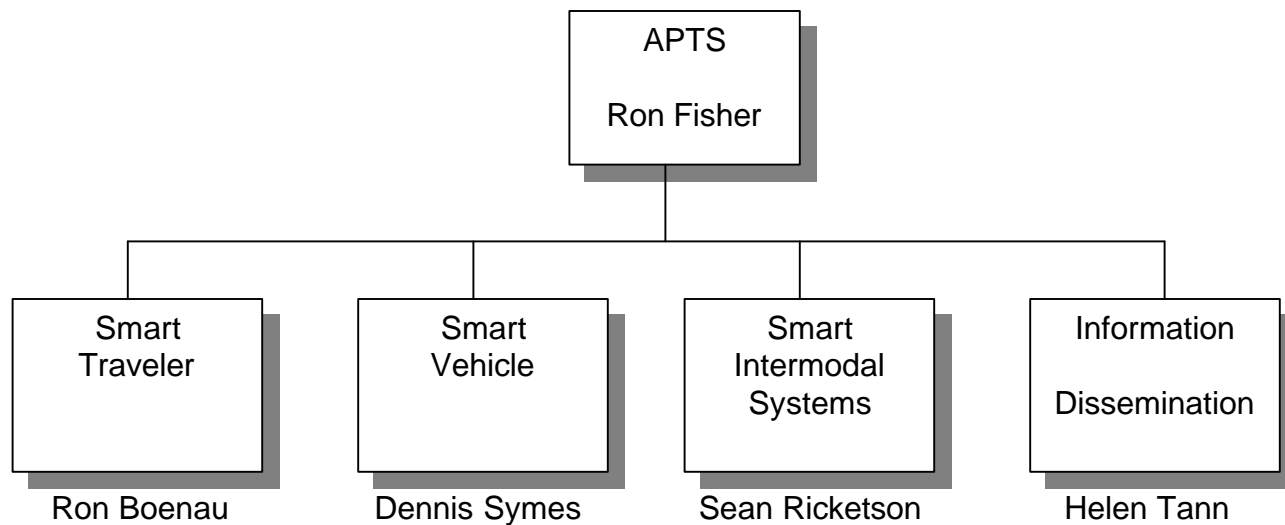 APTS
Ron Fisher
Smart
Traveler
Smart
Vehicle
Smart
Intermodal
Systems
Information
Dissemination
Ron Boenau
Dennis Symes
Sean Ricketson
Helen Tann